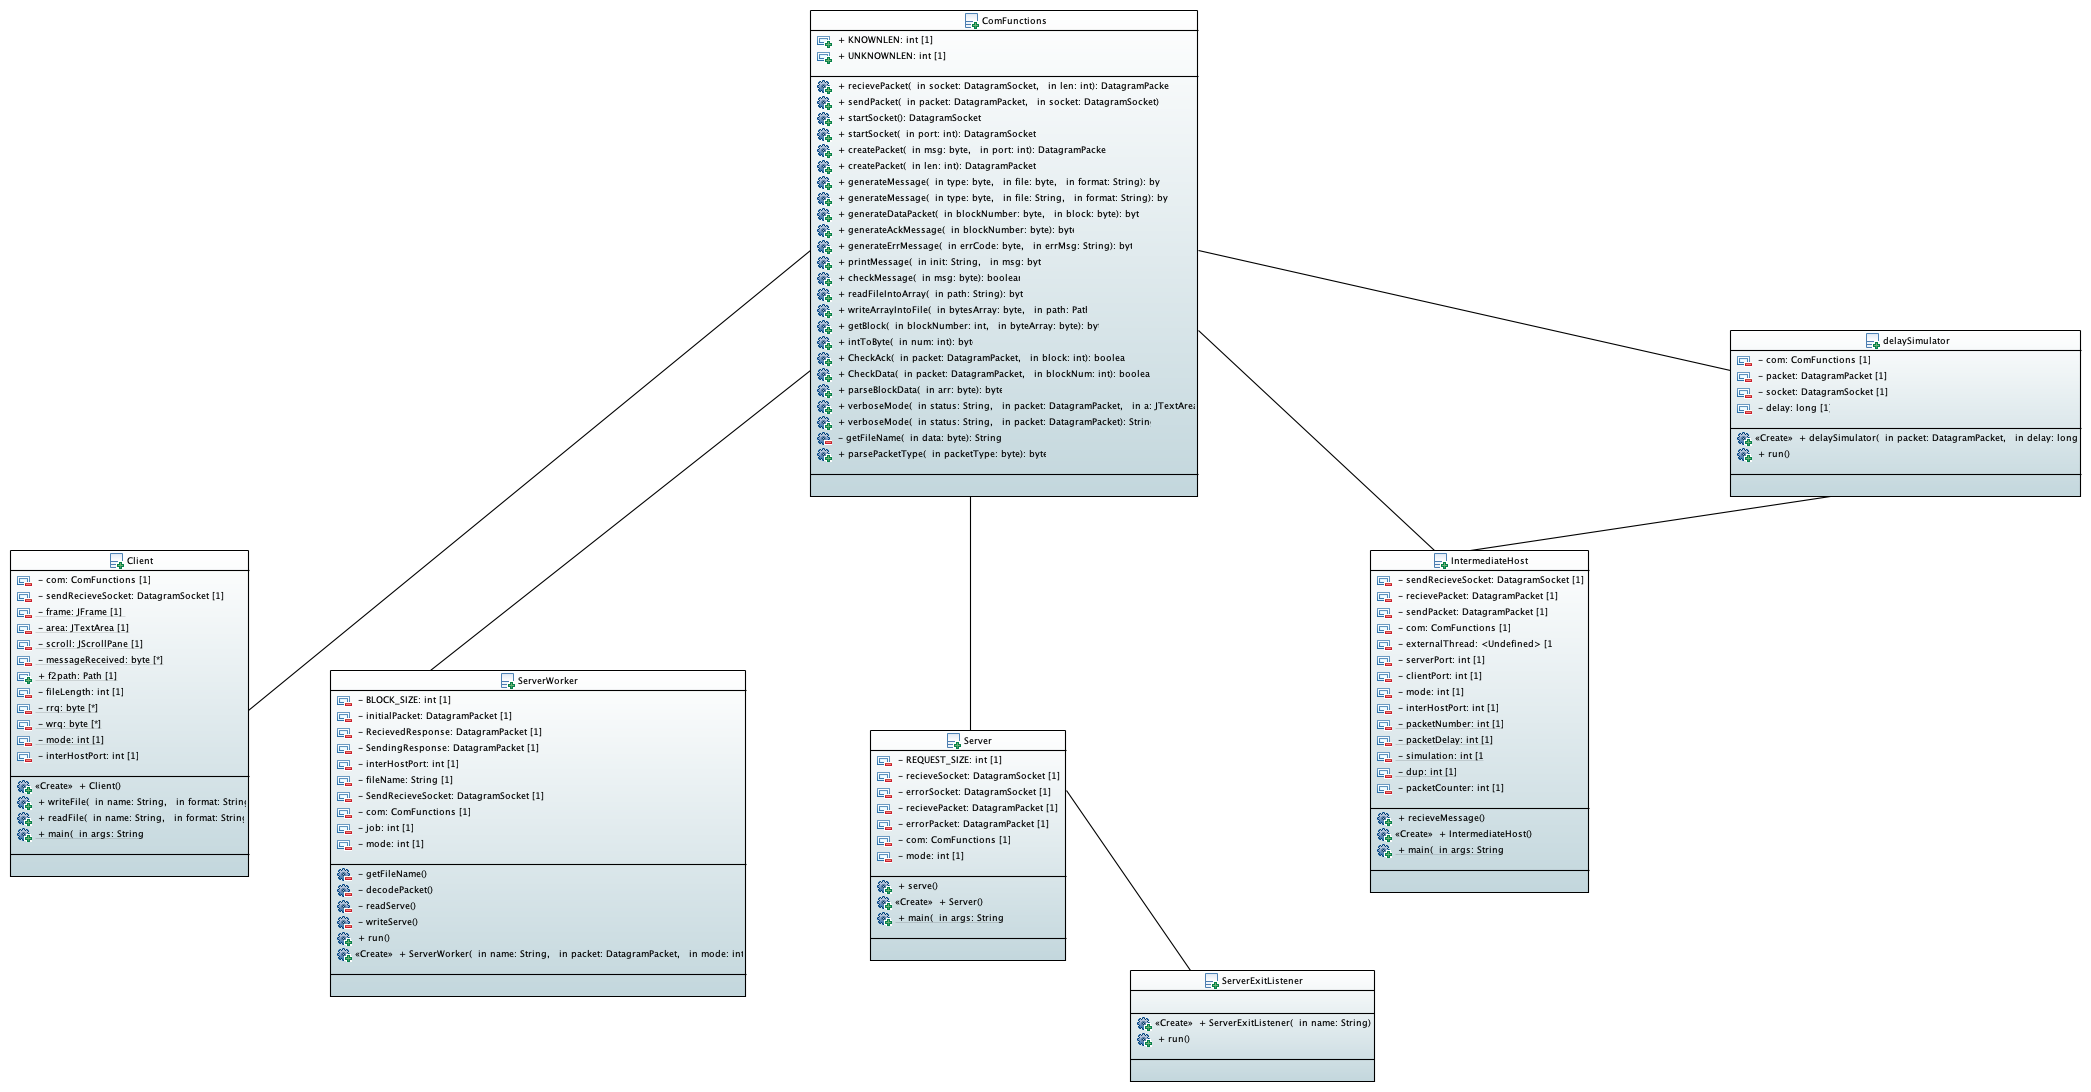 ComFunctions
+ KNOWNLEN: int [1]
+ UNKNOWNLEN: int [1]
+ recievePacket( in socket: DatagramSocket, in len: int): DatagramPacke
+ sendPacket( in packet: DatagramPacket, in socket: DatagramSocket)
+ startSocket(): DatagramSocket
+ startSocket( in port: int): DatagramSocket
+ createPacket( in msg: byte, in port: int): DatagramPacke
+ createPacket( in len: int): DatagramPacket
+ generateMessage( in type: byte, in file: byte, in format: String): by
+ generateMessage( in type: byte, in file: String, in format: String): by
+ generateDataPacket( in blockNumber: byte, in block: byte): byt
+ generateAckMessage( in blockNumber: byte): byte
+ generateErrMessage( in errCode: byte, in errMsg: String): byt
+ printMessage( in init: String, in msg: byt
+ checkMessage( in msg: byte): boolean
+ readFileIntoArray( in path: String): byt
+ writeArrayIntoFile( in bytesArray: byte, in path: Path
+ getBlock( in blockNumber: int, in byteArray: byte): by
+ intToByte( in num: int): byt
+ CheckAck( in packet: DatagramPacket, in block: int): boolea
+ CheckData( in packet: DatagramPacket, in blockNum: int): boolea
+ parseBlockData( in arr: byte): byte
+ verboseMode( in status: String, in packet: DatagramPacket, in a: JTextArea
+ verboseMode( in status: String, in packet: DatagramPacket): Strin
- getFileName( in data: byte): String
+ parsePacketType( in packetType: byte): byte
delaySimulator
- com: ComFunctions [1]
- packet: DatagramPacket [1]
- socket: DatagramSocket [1]
- delay: long [1]
«Create» + delaySimulator( in packet: DatagramPacket, in delay: long
+ run()
Client
- com: ComFunctions [1]
- sendRecieveSocket: DatagramSocket [1]
- frame: JFrame [1]
- area: JTextArea [1]
- scroll: JScrollPane [1]
- messageReceived: byte [*]
+ f2path: Path [1]
- fileLength: int [1]
- rrq: byte [*]
- wrq: byte [*]
- mode: int [1]
- interHostPort: int [1]
«Create» + Client()
+ writeFile( in name: String, in format: String
+ readFile( in name: String, in format: String
+ main( in args: String
ServerWorker
- BLOCK_SIZE: int [1]
- initialPacket: DatagramPacket [1]
- RecievedResponse: DatagramPacket [1]
- SendingResponse: DatagramPacket [1]
- interHostPort: int [1]
- fileName: String [1]
- SendRecieveSocket: DatagramSocket [1]
- com: ComFunctions [1]
- job: int [1]
- mode: int [1]
- getFileName()
- decodePacket()
- readServe()
- writeServe()
+ run()
«Create» + ServerWorker( in name: String, in packet: DatagramPacket, in mode: int
Server
- REQUEST_SIZE: int [1]
- recieveSocket: DatagramSocket [1]
- errorSocket: DatagramSocket [1]
- recievePacket: DatagramPacket [1]
- errorPacket: DatagramPacket [1]
- com: ComFunctions [1]
- mode: int [1]
+ serve()
«Create» + Server()
+ main( in args: String
IntermediateHost
- sendRecieveSocket: DatagramSocket [1]
- recievePacket: DatagramPacket [1]
- sendPacket: DatagramPacket [1]
- com: ComFunctions [1]
- externalThread: <Undefined> [1
- serverPort: int [1]
- clientPort: int [1]
- mode: int [1]
- interHostPort: int [1]
- packetNumber: int [1]
- packetDelay: int [1]
- simulation: int [1
- dup: int [1]
- packetCounter: int [1]
+ recieveMessage()
«Create» + IntermediateHost()
+ main( in args: String
ServerExitListener
«Create» + ServerExitListener( in name: String)
+ run()